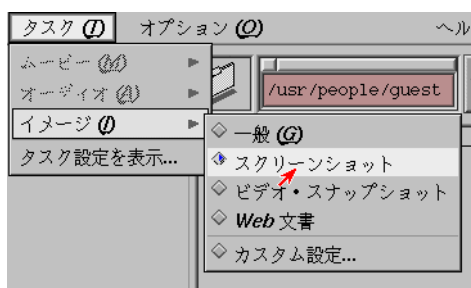 タスク (T) オプション (O) ヘル
ムービー (M)
オーディオ (A)
イメージ (I)
タスク設定を表示...
/usr/people/guest
一般 (G)
スクリーンショット
ビデオ・スナップショット
Web 文書
カスタム設定...